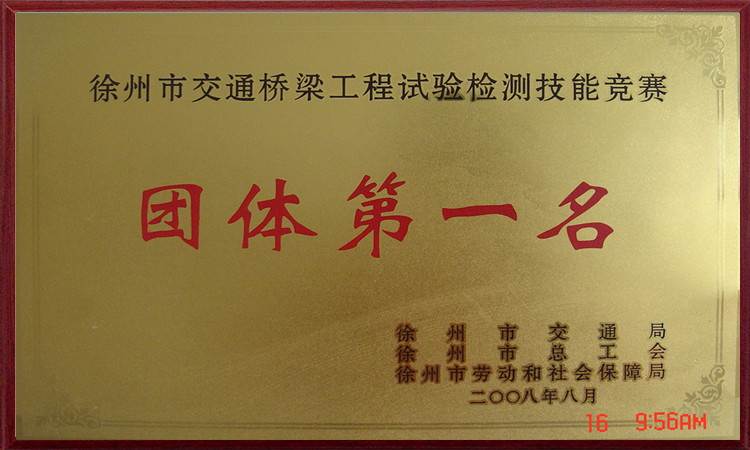 徐州市交通桥梁工程试验检测技能竞赛
团体第一名
徐州市交通局
徐州市总工会
徐州市劳动和社会保障局
二〇〇八年八月
16 9:56AM